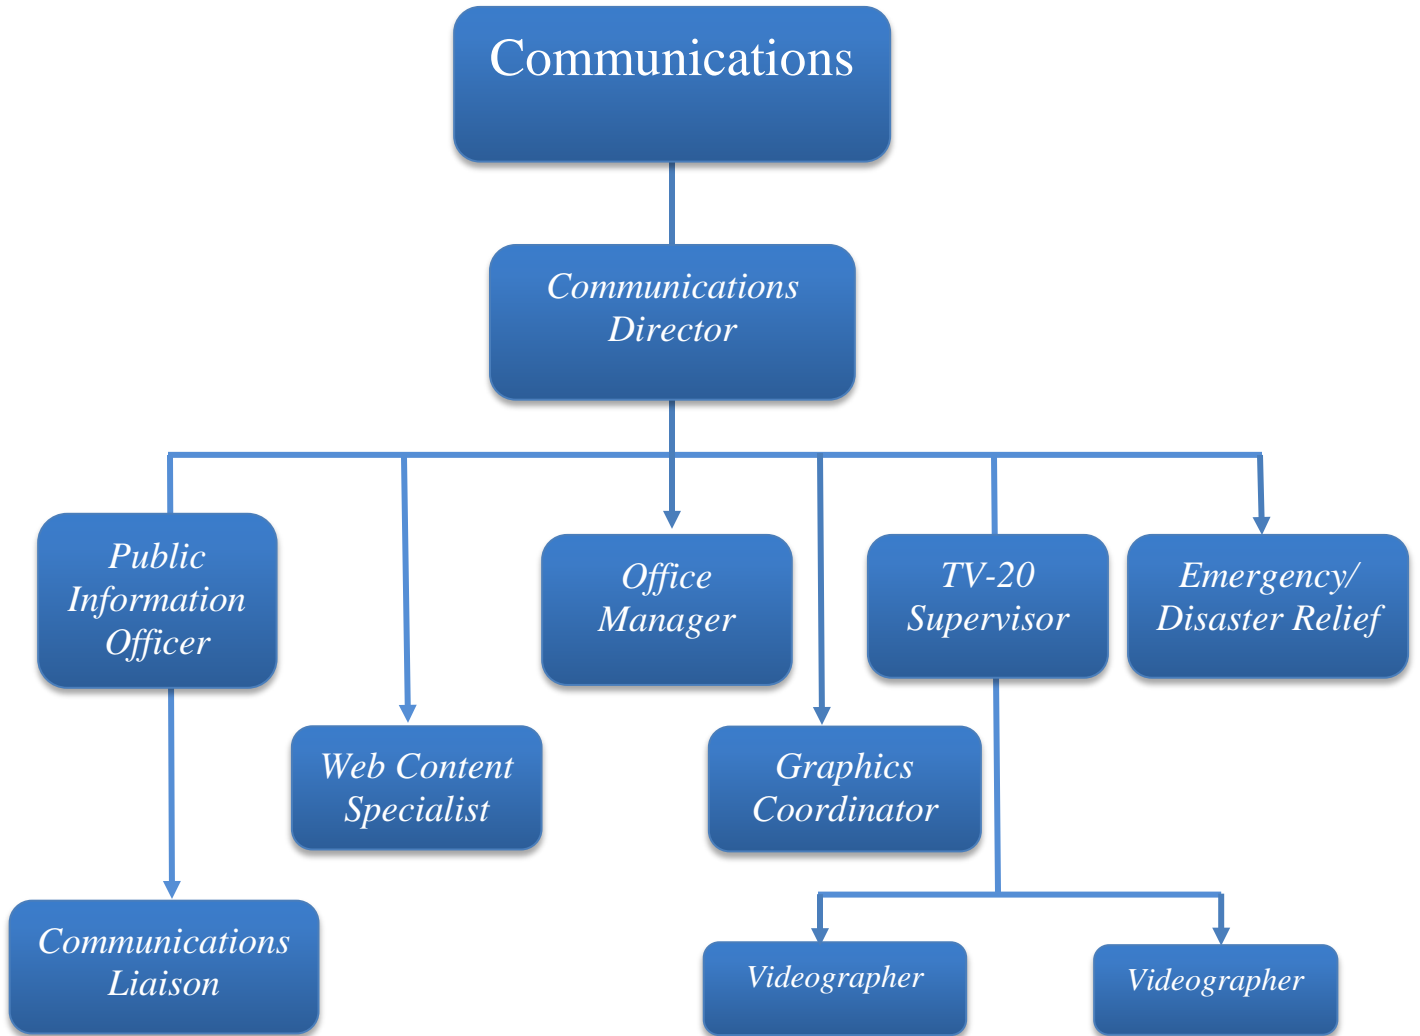 Communications
Communications
Director
Public
Information
Officer
Office
Manager
TV-20
Supervisor
Emergency/
Disaster Relief
Web Content
Specialist
Graphics
Coordinator
Communications
Liaison
Videographer
Videographer